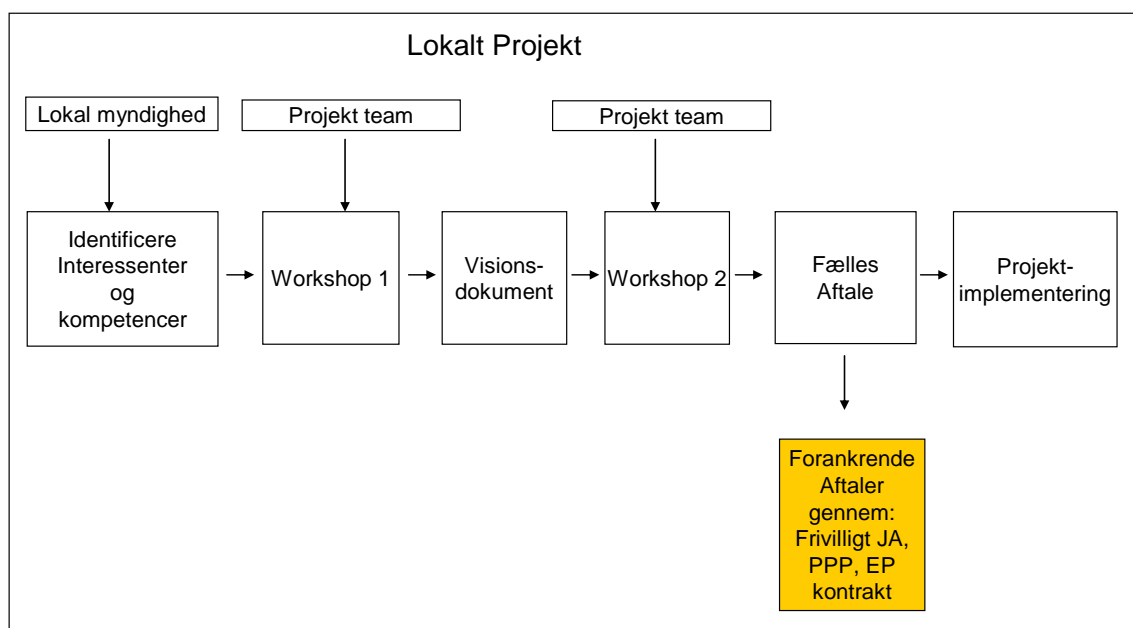 Lokalt Projekt
Lokal myndighed
Projekt team
Projekt team
Identificere
Interessenter
og
kompetencer
Workshop 1
Visions-
dokument
Workshop 2
Fælles
Aftale
Projekt-
implementering
Forankrende
Aftaler
gennem:
Frivilligt JA,
PPP, EP
kontrakt